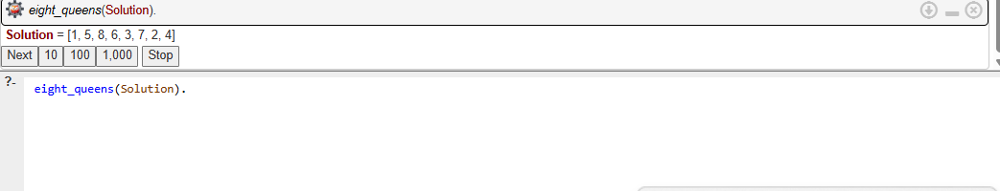 eight_queens(Solution).
Solution = [1, 5, 8, 6, 3, 7, 2, 4]
Next 10 100 1,000 Stop
?- eight_queens(Solution).